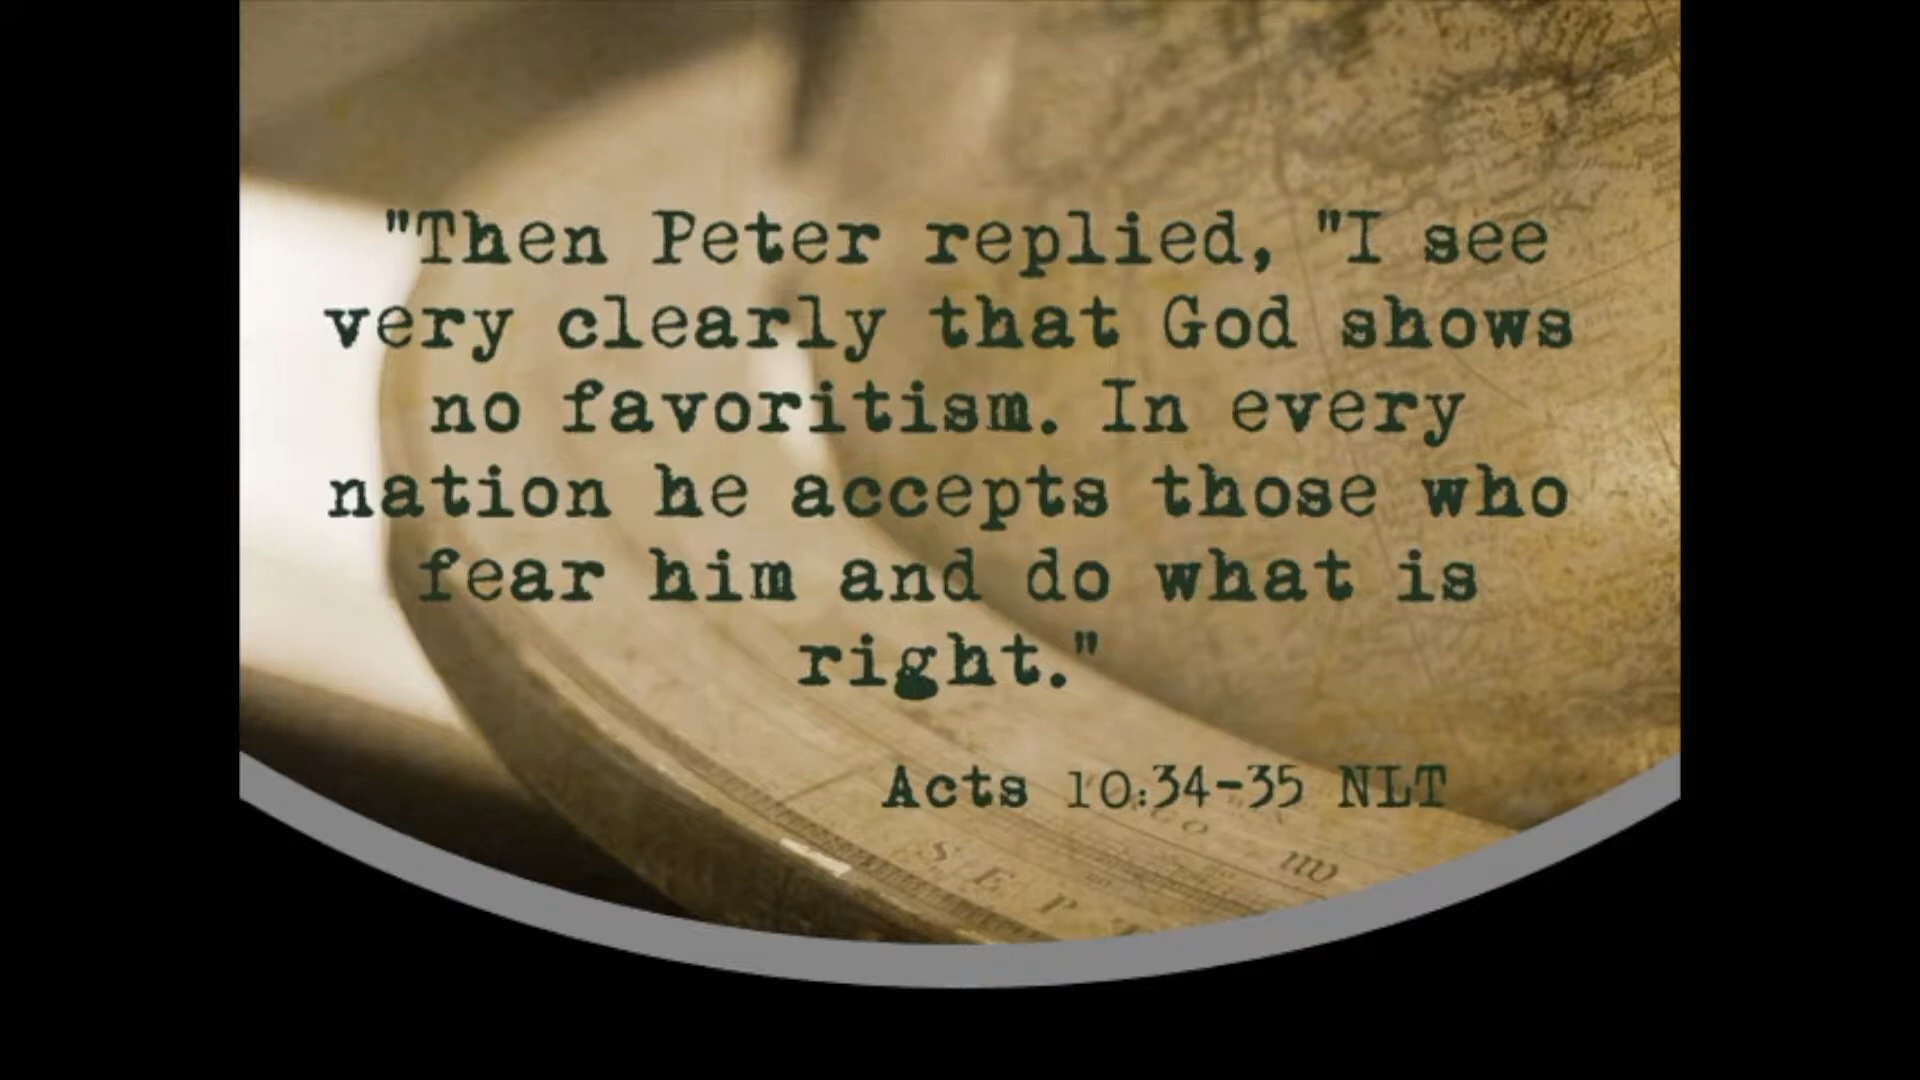 "Then Peter replied, "I see
very clearly that God shows
no favoritism. In every
nation he accepts those who
fear him and do what is
right."
Acts 10:34-35 NLT
S E P T